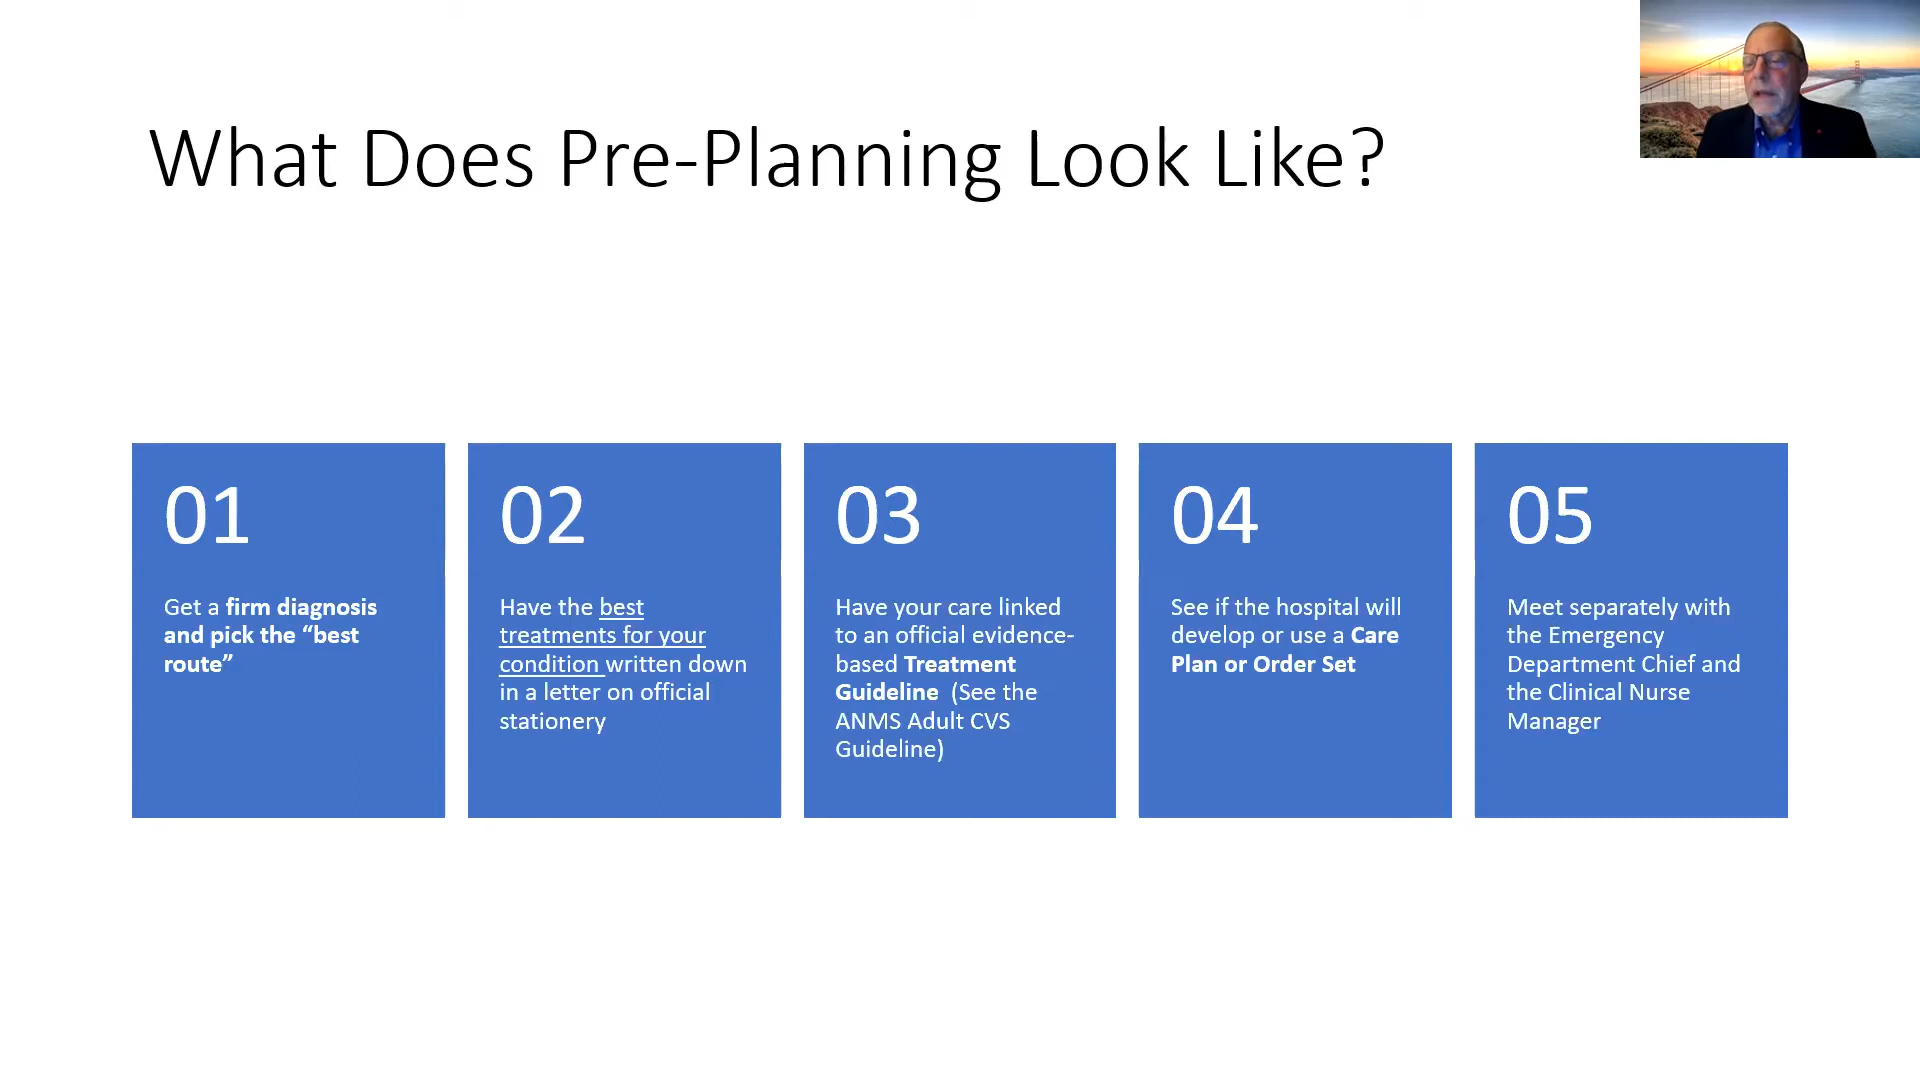 What Does Pre-Planning Look Like?
01
Get a firm diagnosis
and pick the “best
route”
02
Have the best
treatments for your
condition written down
in a letter on official
stationery
03
Have your care linked
to an official evidence-
based Treatment
Guideline (See the
ANMS Adult CVS
Guideline)
04
See if the hospital will
develop or use a Care
Plan or Order Set
05
Meet separately with
the Emergency
Department Chief and
the Clinical Nurse
Manager